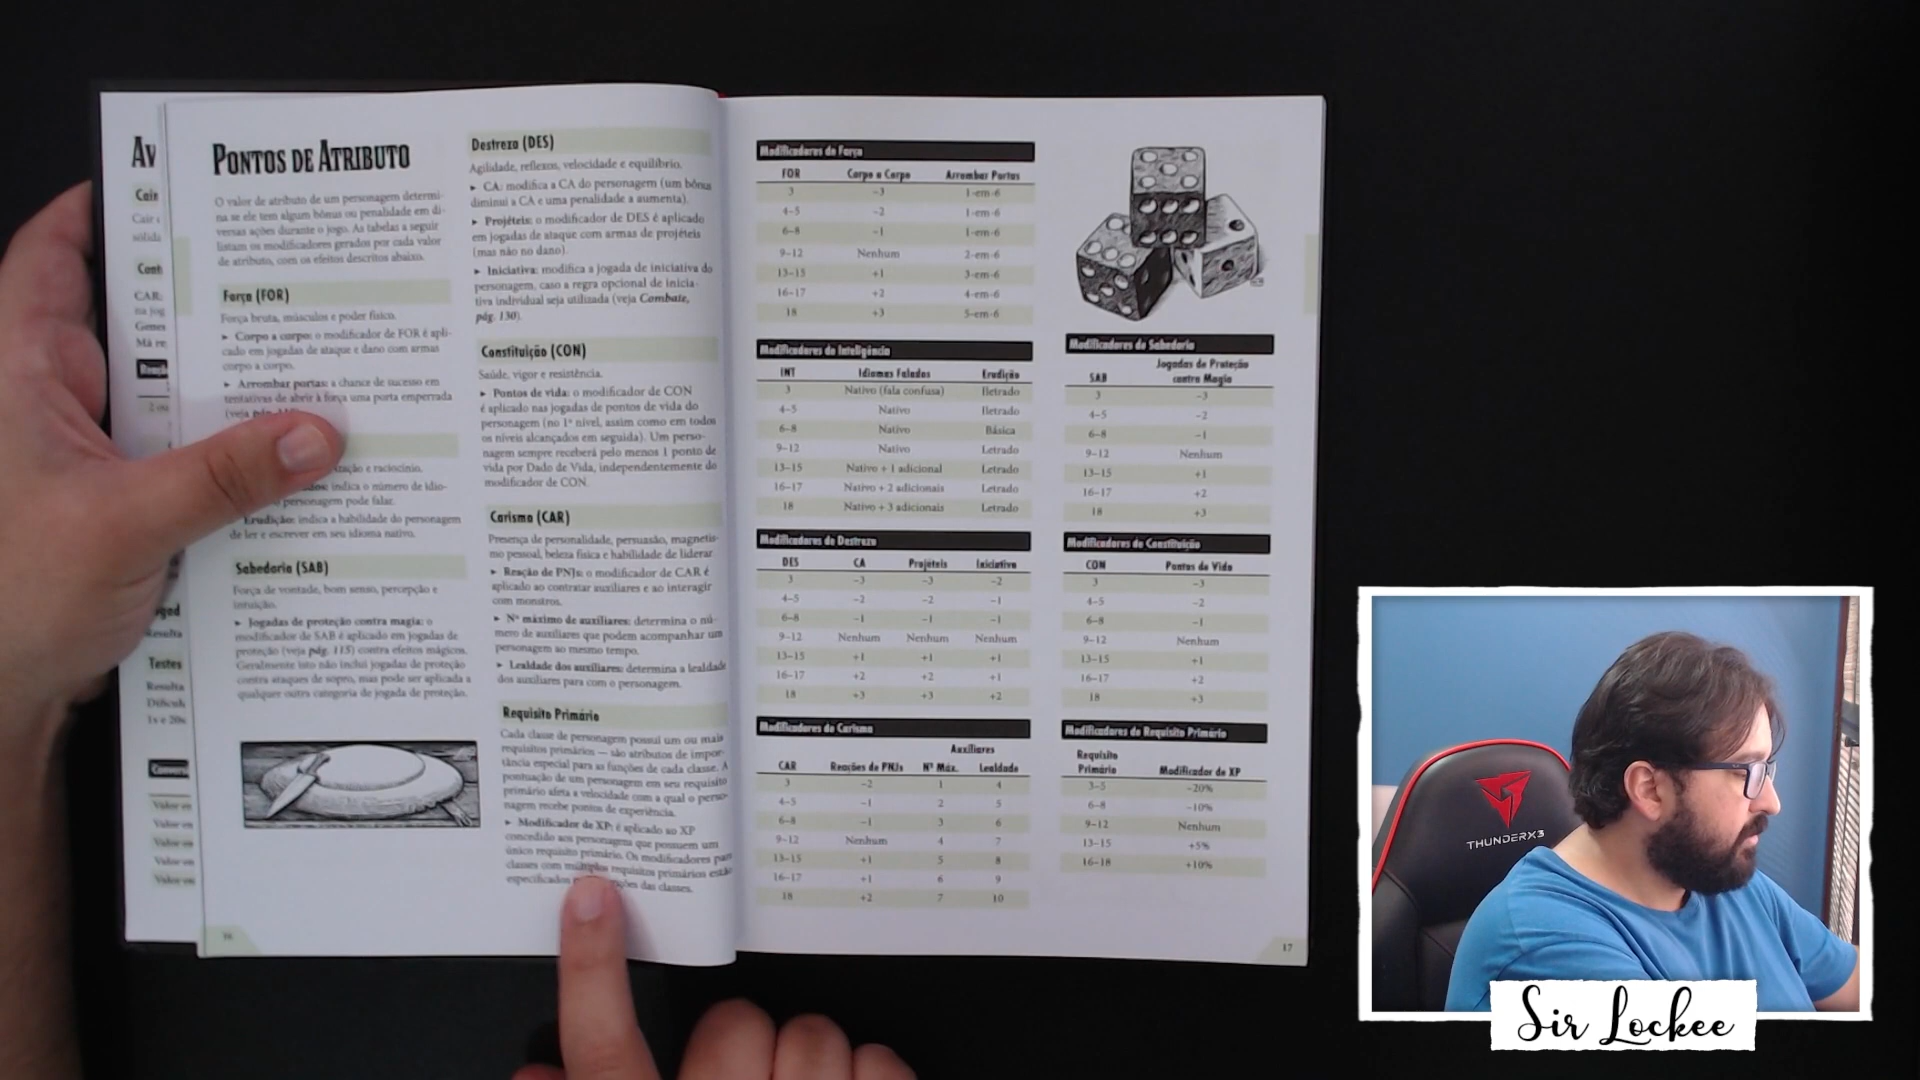 Av
PONTOS DE ATRIBUTO
O valor de atributo de um personagem determi-
na se ele tem algum bônus ou penalidade em di-
versas ações durante o jogo. As tabelas a seguir
listam os modificadores gerados por cada valor
de atributo, com os efeitos descritos abaixo.
Força (FOR)
Força bruta, músculos e poder físico.
► Corpo a corpo: o modificador de FOR é apli-
cado em jogadas de ataque e dano com armas
corpo a corpo.
► Arrombar portas: a chance de sucesso em
tentativas de abrir à força uma porta emperrada
(veja
e raciocínio.
indica o número de idio-
personagem pode falar.
Erudição: indica a habilidade do personagem
de ler e escrever em seu idioma nativo.
Sabedoria (SAB)
Força de vontade, bom senso, percepção e
intuição.
► Jogadas de proteção contra magia: o
modificador de SAB é aplicado em jogadas de
proteção (veja pág. 115) contra efeitos mágicos.
Geralmente isto não inclui jogadas de proteção
contra ataques de sopro, mas pode ser aplicada a
qualquer outra categoria de jogada de proteção.
16
Destreza (DES)
Agilidade, reflexos, velocidade e equilíbrio.
► CA: modifica a CA do personagem (um bônus
diminui a CA e uma penalidade a aumenta).
► Projéteis: o modificador de DES é aplicado
em jogadas de ataque com armas de projéteis
(mas não no dano).
► Iniciativa: modifica a jogada de iniciativa do
personagem, caso a regra opcional de inicia-
tiva individual seja utilizada (veja Combate,
pág. 130).
Constituição (CON)
Saúde, vigor e resistência.
► Pontos de vida: o modificador de CON
é aplicado nas jogadas de pontos de vida do
personagem (no 1º nível, assim como em todos
os níveis alcançados em seguida). Um perso-
nagem sempre receberá pelo menos 1 ponto de
vida por Dado de Vida, independentemente do
modificador de CON.
Carisma (CAR)
Presença de personalidade, persuasão, magnetis-
mo pessoal, beleza física e habilidade de liderar
► Reação de PNJs: o modificador de CAR é
aplicado ao contratar auxiliares e ao interagir
com monstros.
► Nº máximo de auxiliares: determina o nú-
mero de auxiliares que podem acompanhar um
personagem ao mesmo tempo.
► Lealdade dos auxiliares: determina a lealdade
dos auxiliares para com o personagem.
Requisito Primário
Cada classe de personagem possui um ou mais
requisitos primários — são atributos de impor-
tância especial para as funções de cada classe. A
pontuação de um personagem em seu requisito
primário afeta a velocidade com a qual o perso-
nagem recebe pontos de experiência.
► Modificador de XP: é aplicado ao XP
concedido aos personagens que possuem um
único requisito primário. Os modificadores para
classes com múltiplos requisitos primários estão
especificados das classes.
Modificadores de Força
FOR Corpo a Corpo Arrombar Portas
3 −3 1-em-6
4–5 −2 1-em-6
6–8 −1 1-em-6
9–12 Nenhum 2-em-6
13–15 +1 3-em-6
16–17 +2 4-em-6
18 +3 5-em-6
Modificadores de Inteligência
INT Idiomas Falados Erudição
3 Nativo (fala confusa) Iletrado
4–5 Nativo Iletrado
6–8 Nativo Básica
9–12 Nativo Letrado
13–15 Nativo + 1 adicional Letrado
16–17 Nativo + 2 adicionais Letrado
18 Nativo + 3 adicionais Letrado
Modificadores de Destreza
DES CA Projéteis Iniciativa
3 −3 −3 −2
4–5 −2 −2 −1
6–8 −1 −1 −1
9–12 Nenhum Nenhum Nenhum
13–15 +1 +1 +1
16–17 +2 +2 +1
18 +3 +3 +2
Modificadores de Carisma
Auxiliares
CAR Reações de PNJs Nº Máx. Lealdade
3 −2 1 4
4–5 −1 2 5
6–8 −1 3 6
9–12 Nenhum 4 7
13–15 +1 5 8
16–17 +1 6 9
18 +2 7 10
Modificadores de Sabedoria
Jogadas de Proteção
SAB contra Magia
3 −3
4–5 −2
6–8 −1
9–12 Nenhum
13–15 +1
16–17 +2
18 +3
Modificadores de Constituição
CON Pontos de Vida
3 −3
4–5 −2
6–8 −1
9–12 Nenhum
13–15 +1
16–17 +2
18 +3
Modificadores de Requisito Primário
Requisito
Primário Modificador de XP
3–5 −20%
6–8 −10%
9–12 Nenhum
13–15 +5%
16–18 +10%
17
THUNDERX3
Sir Lockee